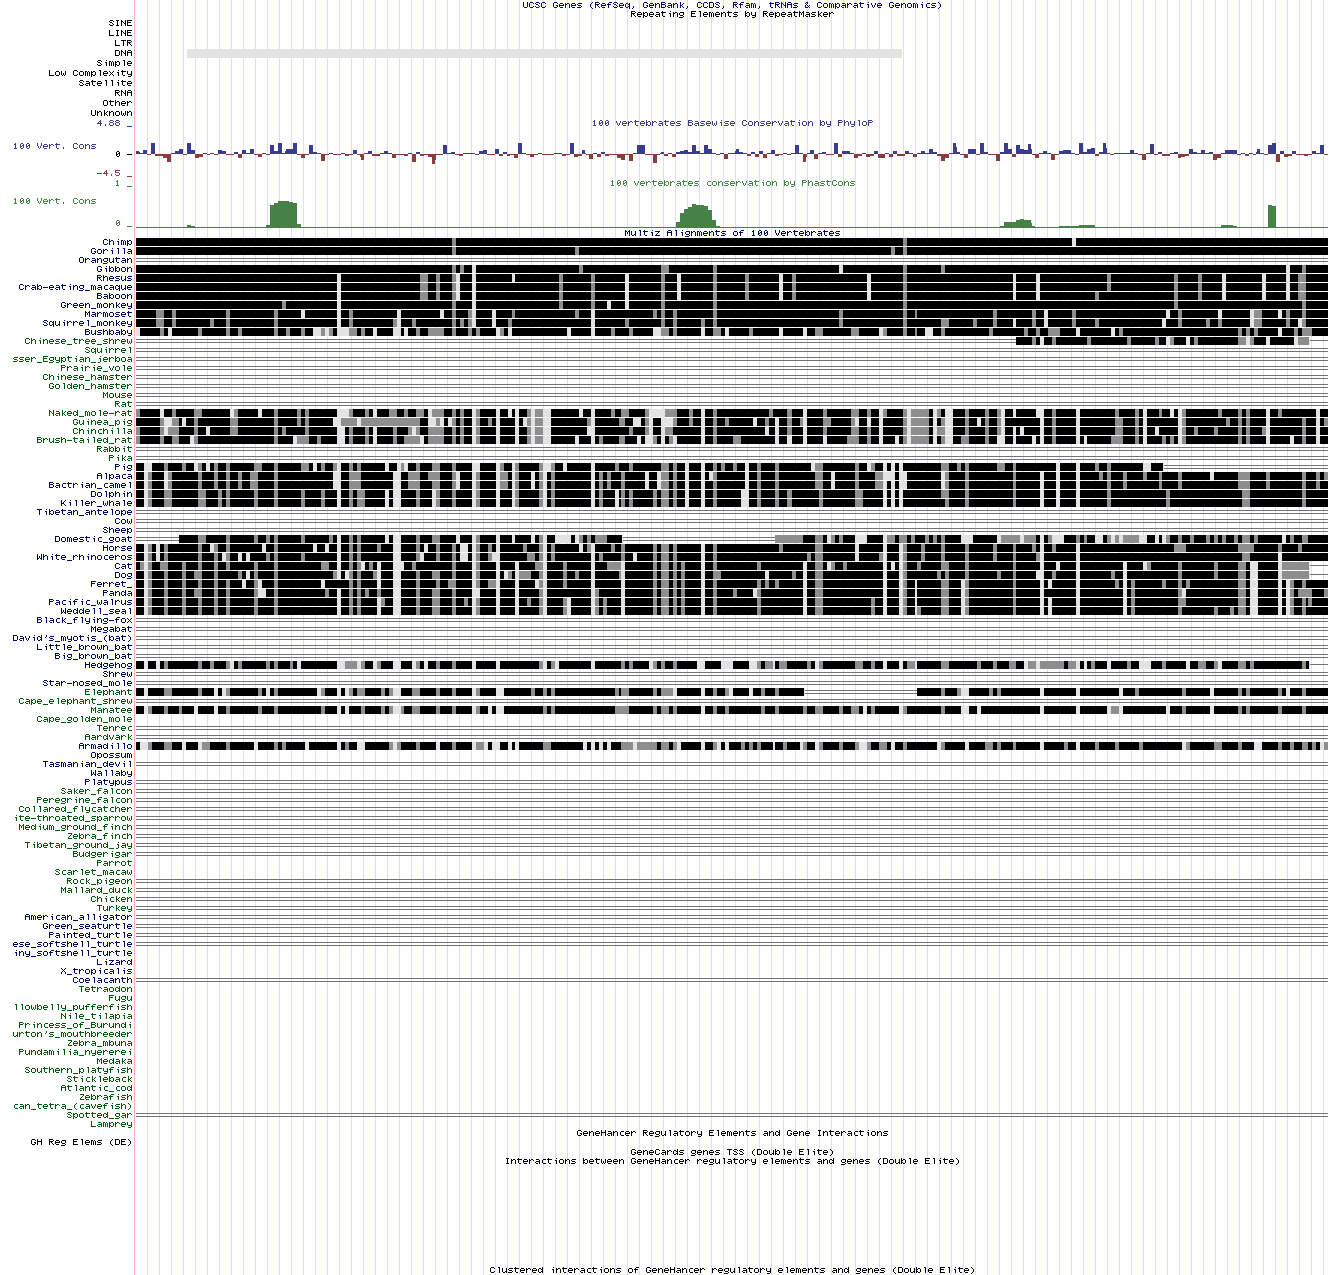 UCSC Genes (RefSeq, GenBank, CCDS, Rfam, tRNAs & Comparative Genomics)
Repeating Elements by RepeatMasker
SINE
LINE
LTR
DNA
Simple
Low Complexity
Satellite
RNA
Other
Unknown
4.88 _
100 vertebrates Basewise Conservation by PhyloP
100 Vert. Cons
0 -
-4.5 _
1 _
100 vertebrates conservation by PhastCons
100 Vert. Cons
0 _
Multiz Alignments of 100 Vertebrates
Chimp
Gorilla
Orangutan
Gibbon
Rhesus
Crab-eating_macaque
Baboon
Green_monkey
Marmoset
Squirrel_monkey
Bushbaby
Chinese_tree_shrew
Squirrel
sser_Egyptian_jerboa
Prairie_vole
Chinese_hamster
Golden_hamster
Mouse
Rat
Naked_mole-rat
Guinea_pig
Chinchilla
Brush-tailed_rat
Rabbit
Pika
Pig
Alpaca
Bactrian_camel
Dolphin
Killer_whale
Tibetan_antelope
Cow
Sheep
Domestic_goat
Horse
White_rhinoceros
Cat
Dog
Ferret_
Panda
Pacific_walrus
Weddell_seal
Black_flying-fox
Megabat
David's_myotis_(bat)
Little_brown_bat
Big_brown_bat
Hedgehog
Shrew
Star-nosed_mole
Elephant
Cape_elephant_shrew
Manatee
Cape_golden_mole
Tenrec
Aardvark
Armadillo
Opossum
Tasmanian_devil
Wallaby
Platypus
Saker_falcon
Peregrine_falcon
Collared_flycatcher
ite-throated_sparrow
Medium_ground_finch
Zebra_finch
Tibetan_ground_jay
Budgerigar
Parrot
Scarlet_macaw
Rock_pigeon
Mallard_duck
Chicken
Turkey
American_alligator
Green_seaturtle
Painted_turtle
ese_softshell_turtle
iny_softshell_turtle
Lizard
X_tropicalis
Coelacanth
Tetraodon
Fugu
llowbelly_pufferfish
Nile_tilapia
Princess_of_Burundi
urton's_mouthbreeder
Zebra_mbuna
Pundamilia_nyererei
Medaka
Southern_platyfish
Stickleback
Atlantic_cod
Zebrafish
can_tetra_(cavefish)
Spotted_gar
Lamprey
GeneHancer Regulatory Elements and Gene Interactions
GH Reg Elems (DE)
GeneCards genes TSS (Double Elite)
Interactions between GeneHancer regulatory elements and genes (Double Elite)
Clustered interactions of GeneHancer regulatory elements and genes (Double Elite)